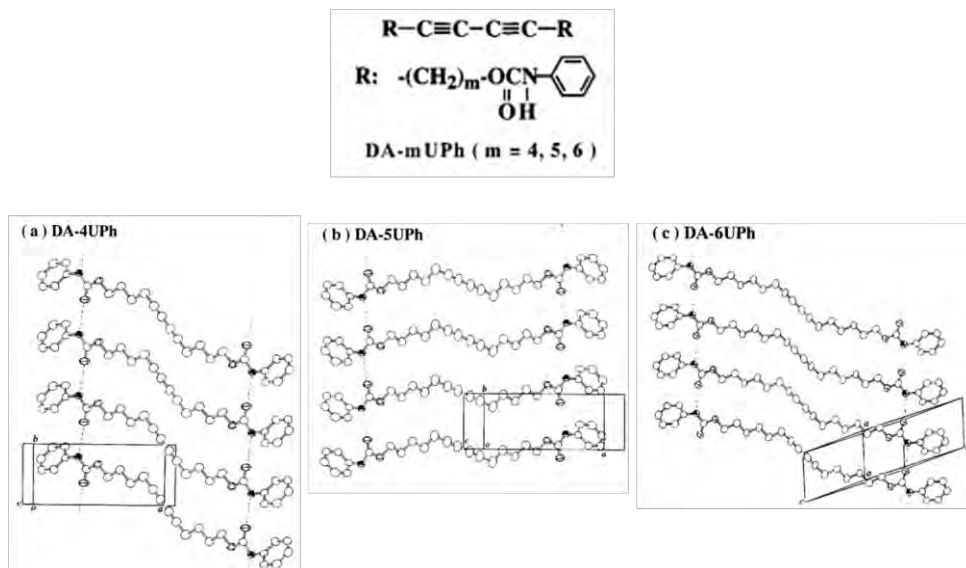 R–C≡C–C≡C–R
R: -(CH₂)ₘ-OCN
O H
DA-mUPh ( m = 4, 5, 6 )
( a ) DA-4UPh
( b ) DA-5UPh
( c ) DA-6UPh